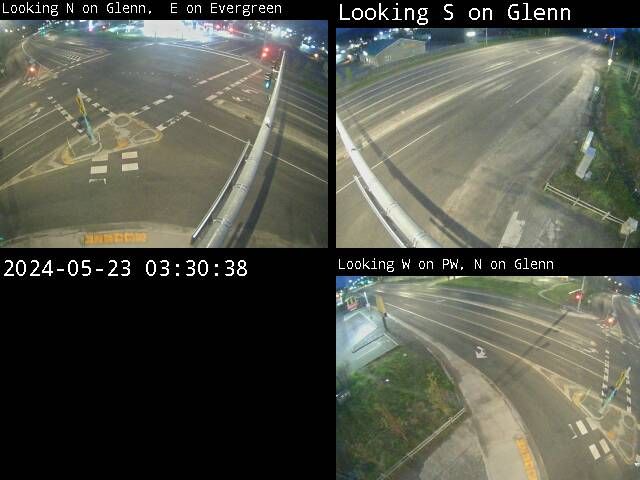 Looking N on Glenn,  E on Evergreen
Looking S on Glenn
2024-05-23 03:30:38
Looking W on PW, N on Glenn